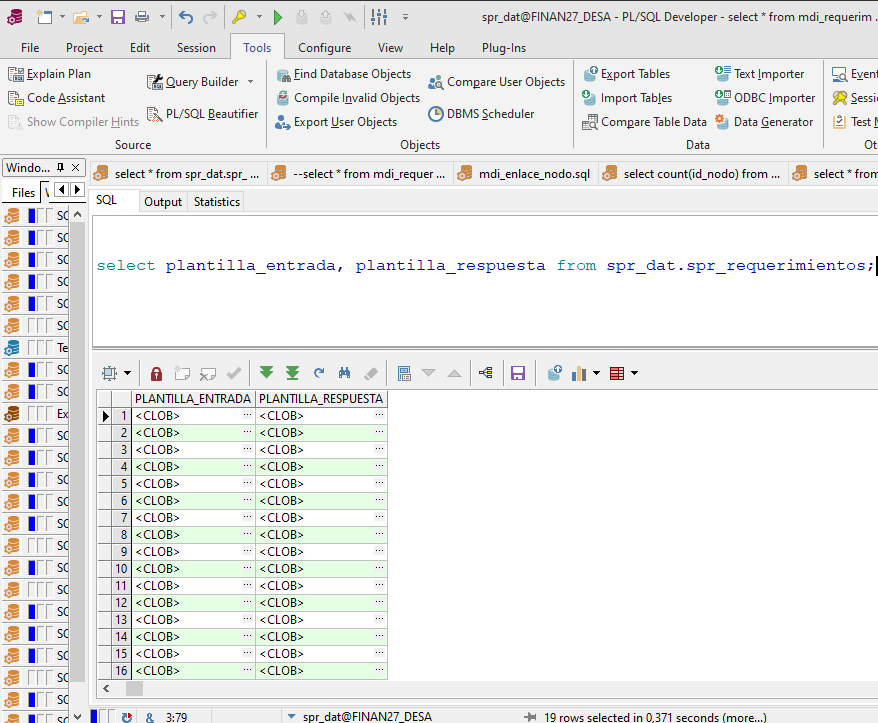 spr_dat@FINAN27_DESA - PL/SQL Developer - select * from mdi_requerim ...
File Project Edit Session Tools Configure View Help Plug-Ins
Explain Plan
Code Assistant
Show Compiler Hints
Query Builder
PL/SQL Beautifier
Source
Find Database Objects
Compile Invalid Objects
Export User Objects
Compare User Objects
DBMS Scheduler
Objects
Export Tables
Import Tables
Compare Table Data
Text Importer
ODBC Importer
Data Generator
Data
Event
Sessi
Test M
Ot
Windo...
Files
select * from spr_dat.spr_ ...
--select * from mdi_requer ...
mdi_enlace_nodo.sql
select count(id_nodo) from ...
select * from
SQL Output Statistics
SC
SC
SC
SC
SC
SC
Te
SC
SC
Ex
SC
SC
SC
SC
SC
SC
SC
SC
SC
SC
SC
SC
SC
SC
select plantilla_entrada, plantilla_respuesta from spr_dat.spr_requerimientos;
PLANTILLA_ENTRADA PLANTILLA_RESPUESTA
1 <CLOB> ... <CLOB> ...
2 <CLOB> ... <CLOB> ...
3 <CLOB> ... <CLOB> ...
4 <CLOB> ... <CLOB> ...
5 <CLOB> ... <CLOB> ...
6 <CLOB> ... <CLOB> ...
7 <CLOB> ... <CLOB> ...
8 <CLOB> ... <CLOB> ...
9 <CLOB> ... <CLOB> ...
10 <CLOB> ... <CLOB> ...
11 <CLOB> ... <CLOB> ...
12 <CLOB> ... <CLOB> ...
13 <CLOB> ... <CLOB> ...
14 <CLOB> ... <CLOB> ...
15 <CLOB> ... <CLOB> ...
16 <CLOB> ... <CLOB> ...
& 3:79 spr_dat@FINAN27_DESA 19 rows selected in 0,371 seconds (more...)